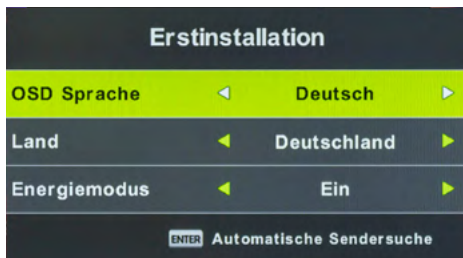 Erstinstallation
OSD Sprache Deutsch
Land Deutschland
Energiemodus Ein
ENTER Automatische Sendersuche